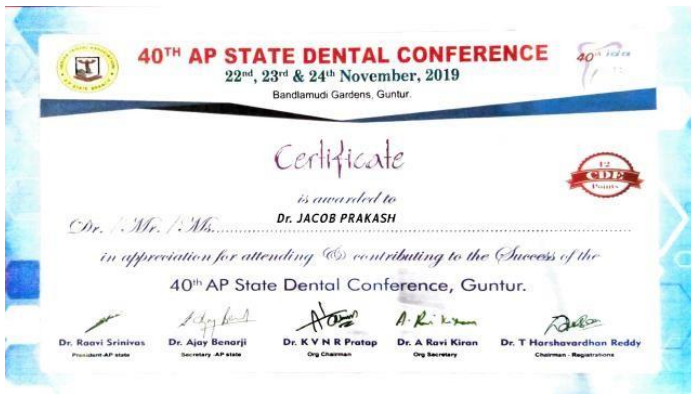 40TH AP STATE DENTAL CONFERENCE
22nd, 23rd & 24th November, 2019
Bandlamudi Gardens, Guntur.
40th
Certificate
12
CDE
Points
is awarded to
Dr. JACOB PRAKASH
Dr. / Mr. / Ms.
in appreciation for attending & contributing to the Success of the
40th AP State Dental Conference, Guntur.
A. Ravi Kiran
Dr. Raavi Srinivas Dr. Ajay Benarji Dr. K V N R Pratap Dr. A Ravi Kiran Dr. T Harshavardhan Reddy
President-AP state Secretary -AP state Org Chairman Org Secretary Chairman - Registrations